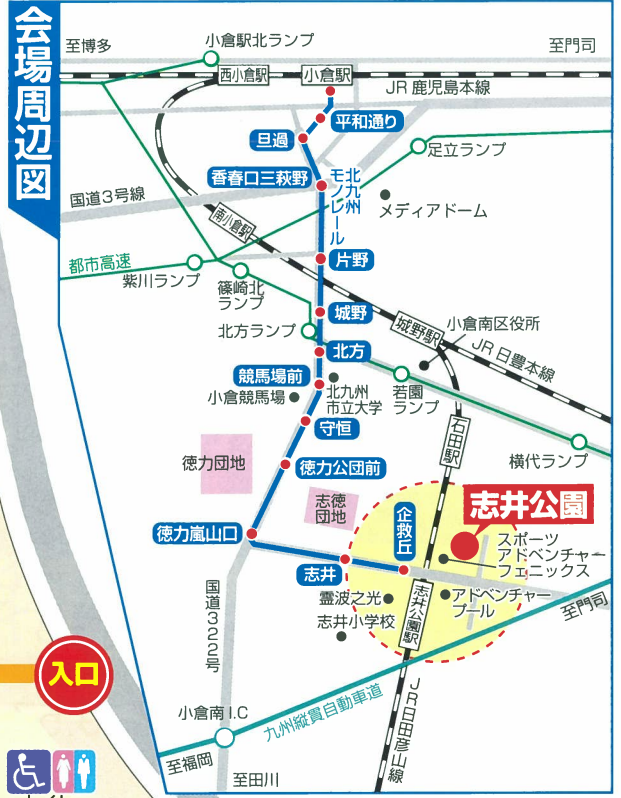 会場周辺図
小倉駅北ランプ
至博多
至門司
西小倉駅
小倉駅
JR鹿児島本線
平和通り
旦過
足立ランプ
香春口三萩野
北九州
モノレール
国道3号線
メディアドーム
南小倉駅
都市高速
片野
紫川ランプ
篠崎北
ランプ
城野
城野駅
小倉南区役所
北方ランプ
JR日豊本線
北方
競馬場前
小倉競馬場
北九州
市立大学
若園
ランプ
守恒
石田駅
横代ランプ
徳力団地
徳力公団前
志徳
団地
企救丘
志井公園
徳力嵐山口
スポーツ
アドベンチャー
フェニックス
志井
国道322号
霊波之光
志井公園駅
アドベンチャー
プール
至門司
志井小学校
入口
JR日田彦山線
小倉南I.C
九州縦貫自動車道
至福岡
至田川